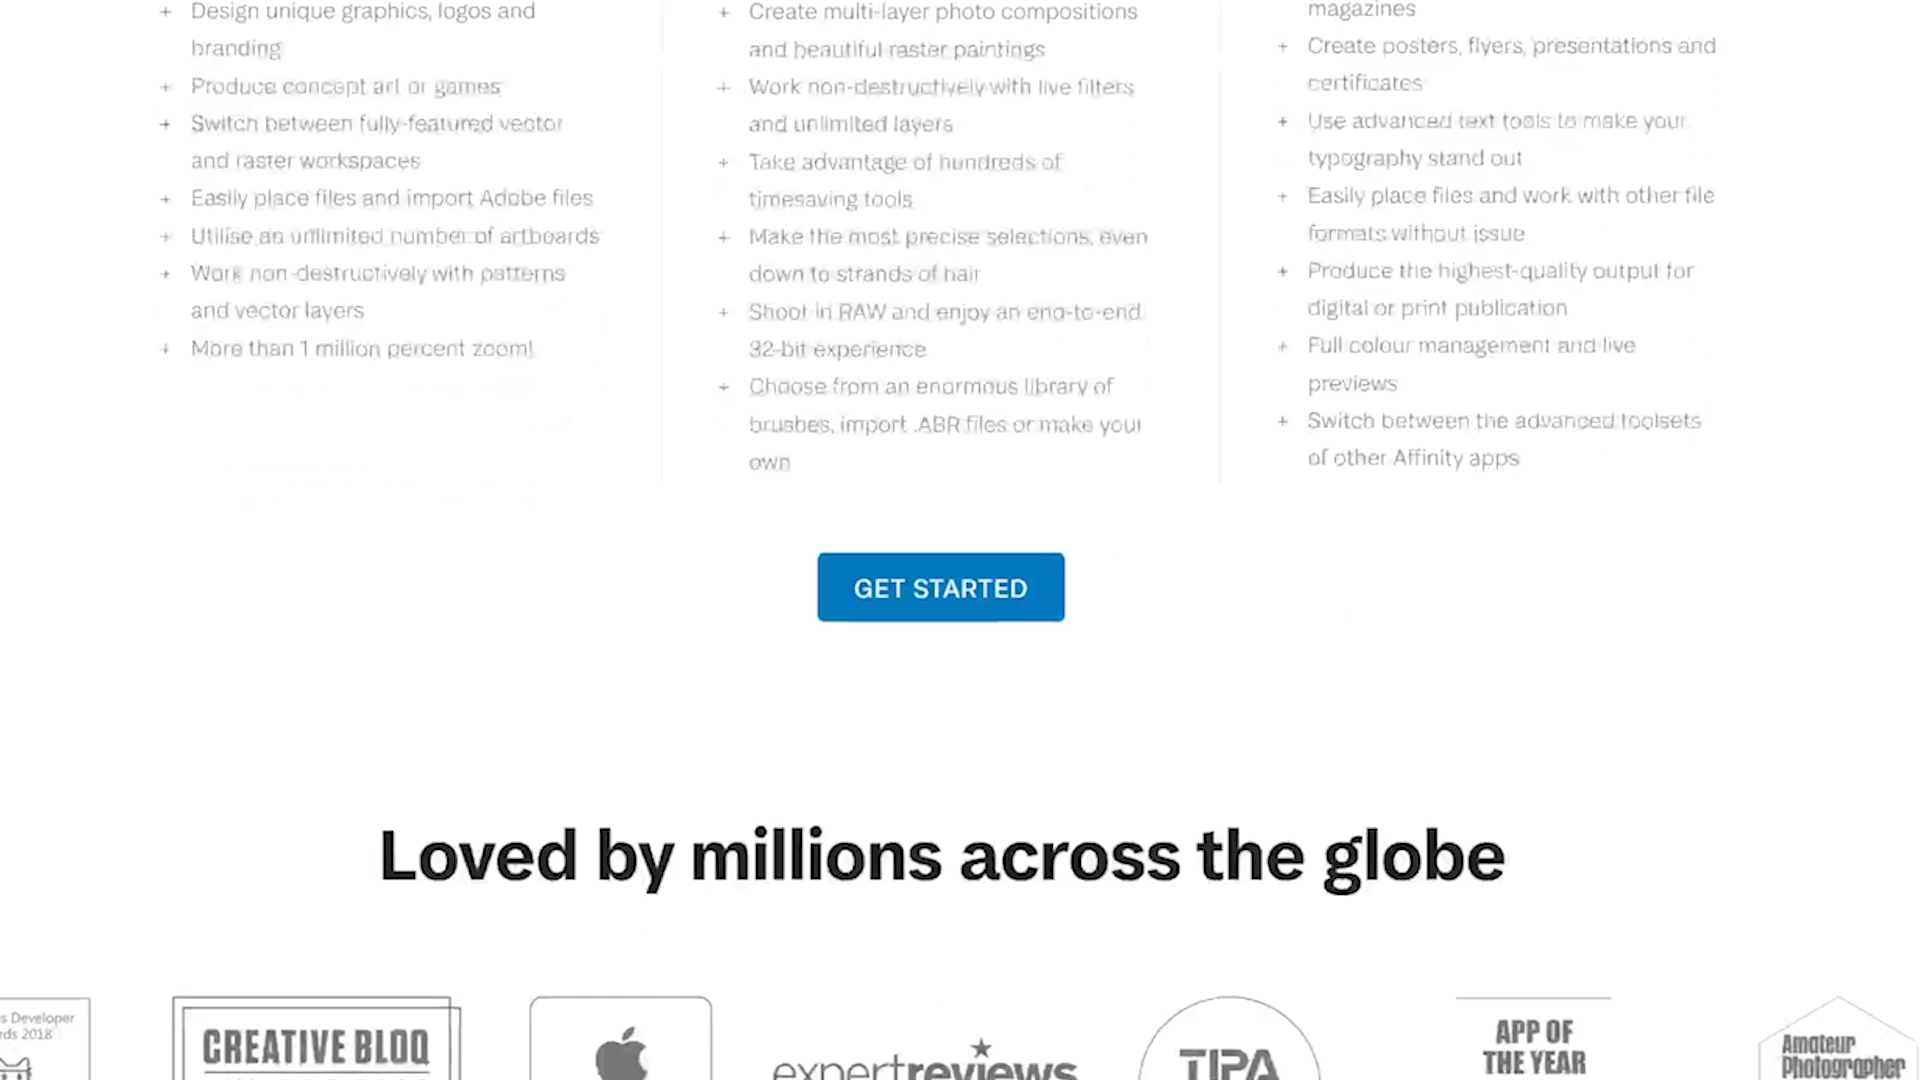 + Design unique graphics, logos and
branding
+ Produce concept art or games
+ Switch between fully-featured vector
and raster workspaces
+ Easily place files and import Adobe files
+ Utilise an unlimited number of artboards
+ Work non-destructively with patterns
and vector layers
+ More than 1 million percent zoom!
+ Create multi-layer photo compositions
and beautiful raster paintings
+ Work non-destructively with live filters
and unlimited layers
+ Take advantage of hundreds of
timesaving tools
+ Make the most precise selections, even
down to strands of hair
+ Shoot in RAW and enjoy an end-to-end
32-bit experience
+ Choose from an enormous library of
brushes, import .ABR files or make your
own
magazines
+ Create posters, flyers, presentations and
certificates
+ Use advanced text tools to make your
typography stand out
+ Easily place files and work with other file
formats without issue
+ Produce the highest-quality output for
digital or print publication
+ Full colour management and live
previews
+ Switch between the advanced toolsets
of other Affinity apps
GET STARTED
Loved by millions across the globe
s Developer
rds 2018
CREATIVE BLOQ
expertreviews
TIPA
APP OF
THE YEAR
Amateur
Photographer